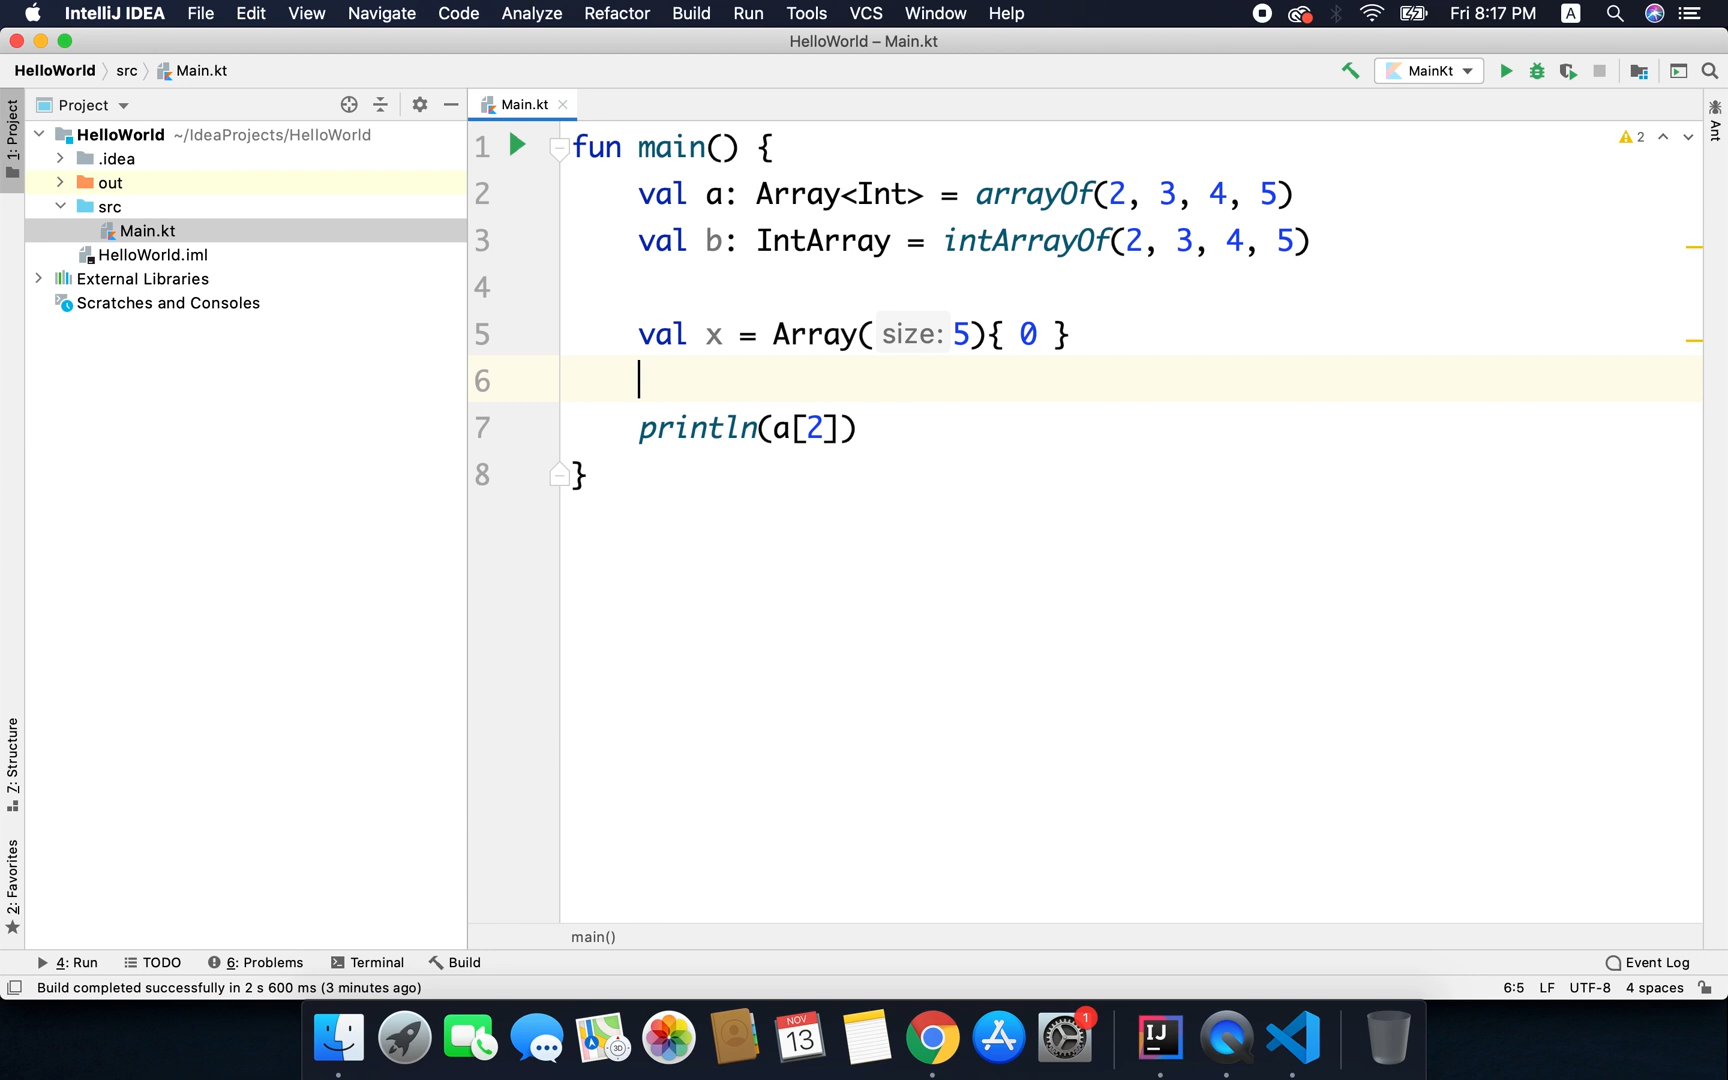 IntelliJ IDEA File Edit View Navigate Code Analyze Refactor Build Run Tools VCS Window Help Fri 8:17 PM A
HelloWorld – Main.kt
HelloWorld src Main.kt MainKt
1: Project
Project
Main.kt
Ant
HelloWorld ~/IdeaProjects/HelloWorld
.idea
out
src
Main.kt
HelloWorld.iml
External Libraries
Scratches and Consoles
2
1 fun main() {
2 val a: Array<Int> = arrayOf(2, 3, 4, 5)
3 val b: IntArray = intArrayOf(2, 3, 4, 5)
4
5 val x = Array(size: 5){ 0 }
6
7 println(a[2])
8 }
Z: Structure
2: Favorites
main()
4: Run TODO 6: Problems Terminal Build Event Log
Build completed successfully in 2 s 600 ms (3 minutes ago) 6:5 LF UTF-8 4 spaces
3D
NOV
13
1
IJ